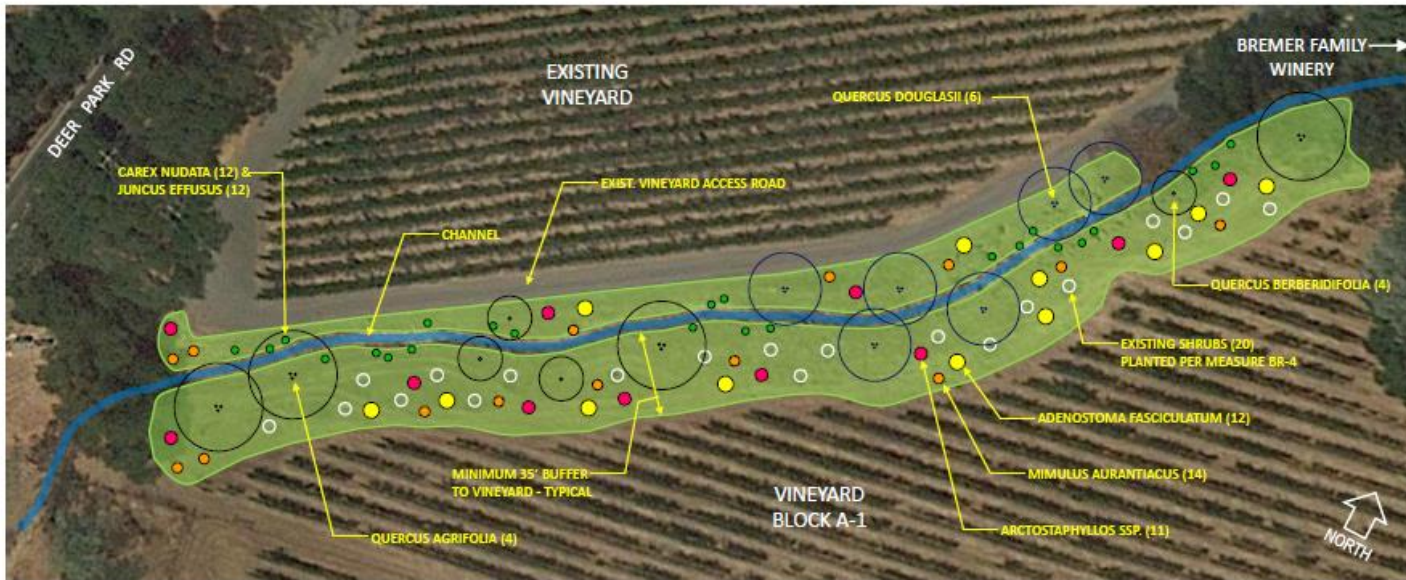 DEER PARK RD
EXISTING
VINEYARD
BREMER FAMILY
WINERY
QUERCUS DOUGLASII (6)
CAREX NUDATA (12) &
JUNCUS EFFUSUS (12)
EXIST. VINEYARD ACCESS ROAD
CHANNEL
QUERCUS BERBERIDIFOLIA (4)
EXISTING SHRUBS (20)
PLANTED PER MEASURE BR-4
ADENOSTOMA FASCICULATUM (12)
MINIMUM 35' BUFFER
TO VINEYARD - TYPICAL
MIMULUS AURANTIACUS (14)
VINEYARD
BLOCK A-1
ARCTOSTAPHYLLOS SSP. (11)
QUERCUS AGRIFOLIA (4)
NORTH